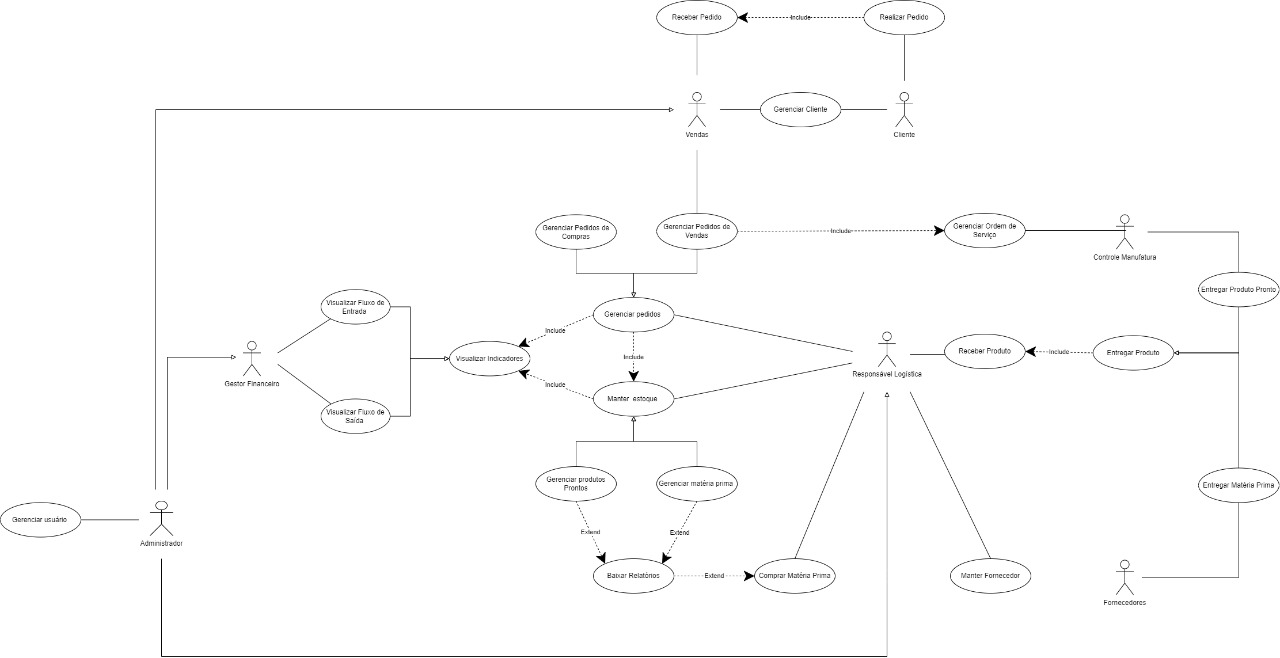 Receber Pedido
Include
Realizar Pedido
Gerenciar Cliente
Vendas
Cliente
Gerenciar Pedidos de
Compras
Gerenciar Pedidos de
Vendas
Include
Gerenciar Ordem de
Serviço
Controle Manufatura
Entregar Produto Pronto
Visualizar Fluxo de
Entrada
Gerenciar pedidos
Include
Include
Visualizar Indicadores
Receber Produto
Include
Entregar Produto
Responsável Logística
Gestor Financeiro
Include
Manter estoque
Visualizar Fluxo de
Saída
Gerenciar produtos
Prontos
Gerenciar matéria prima
Entregar Matéria Prima
Gerenciar usuário
Administrador
Extend
Extend
Baixar Relatórios
Extend
Comprar Matéria Prima
Manter Fornecedor
Fornecedores